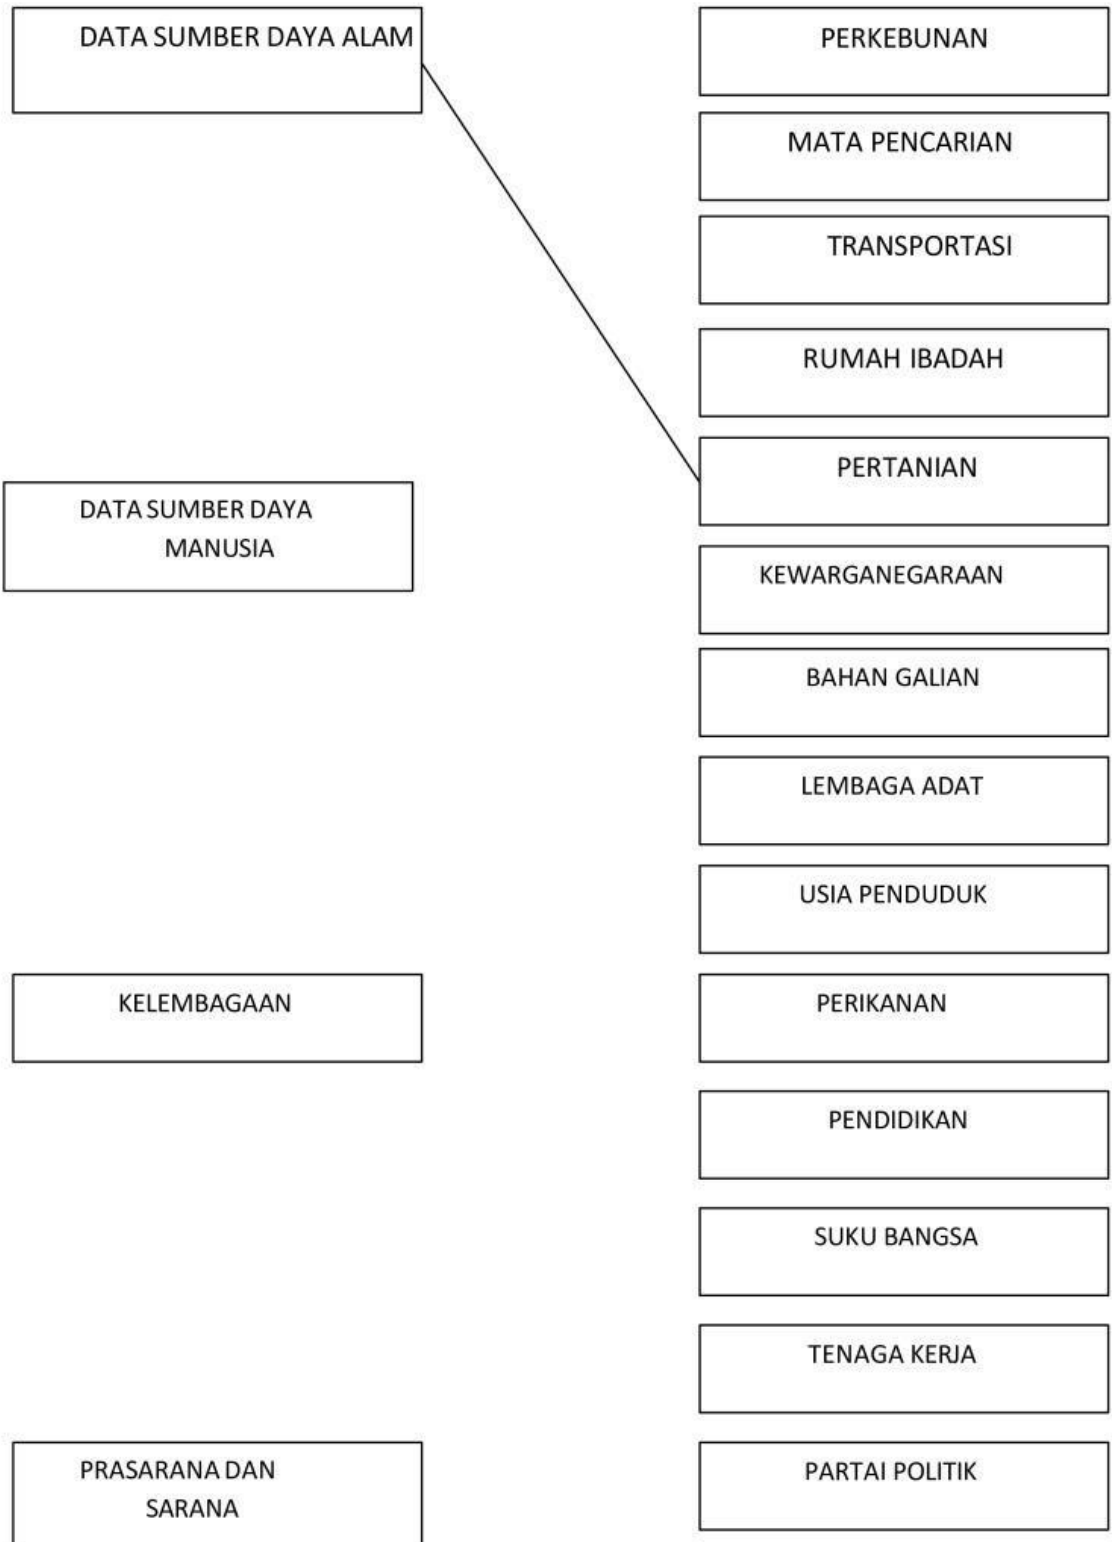 DATA SUMBER DAYA ALAM
PERKEBUNAN
MATA PENCARIAN
TRANSPORTASI
RUMAH IBADAH
PERTANIAN
DATA SUMBER DAYA
MANUSIA
KEWARGANEGARAAN
BAHAN GALIAN
LEMBAGA ADAT
USIA PENDUDUK
KELEMBAGAAN
PERIKANAN
PENDIDIKAN
SUKU BANGSA
TENAGA KERJA
PRASARANA DAN
SARANA
PARTAI POLITIK